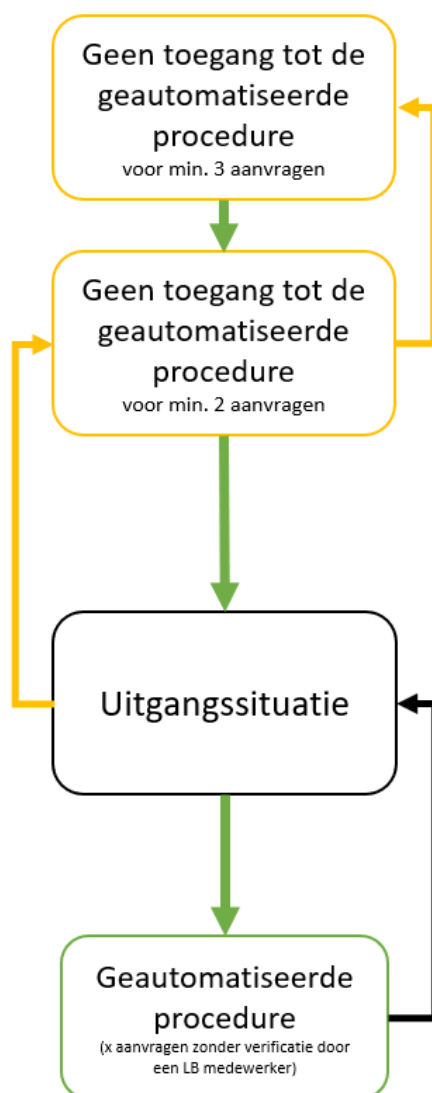 Geen toegang tot de
geautomatiseerde
procedure
voor min. 3 aanvragen
Geen toegang tot de
geautomatiseerde
procedure
voor min. 2 aanvragen
Uitgangssituatie
Geautomatiseerde
procedure
(x aanvragen zonder verificatie door
een LB medewerker)